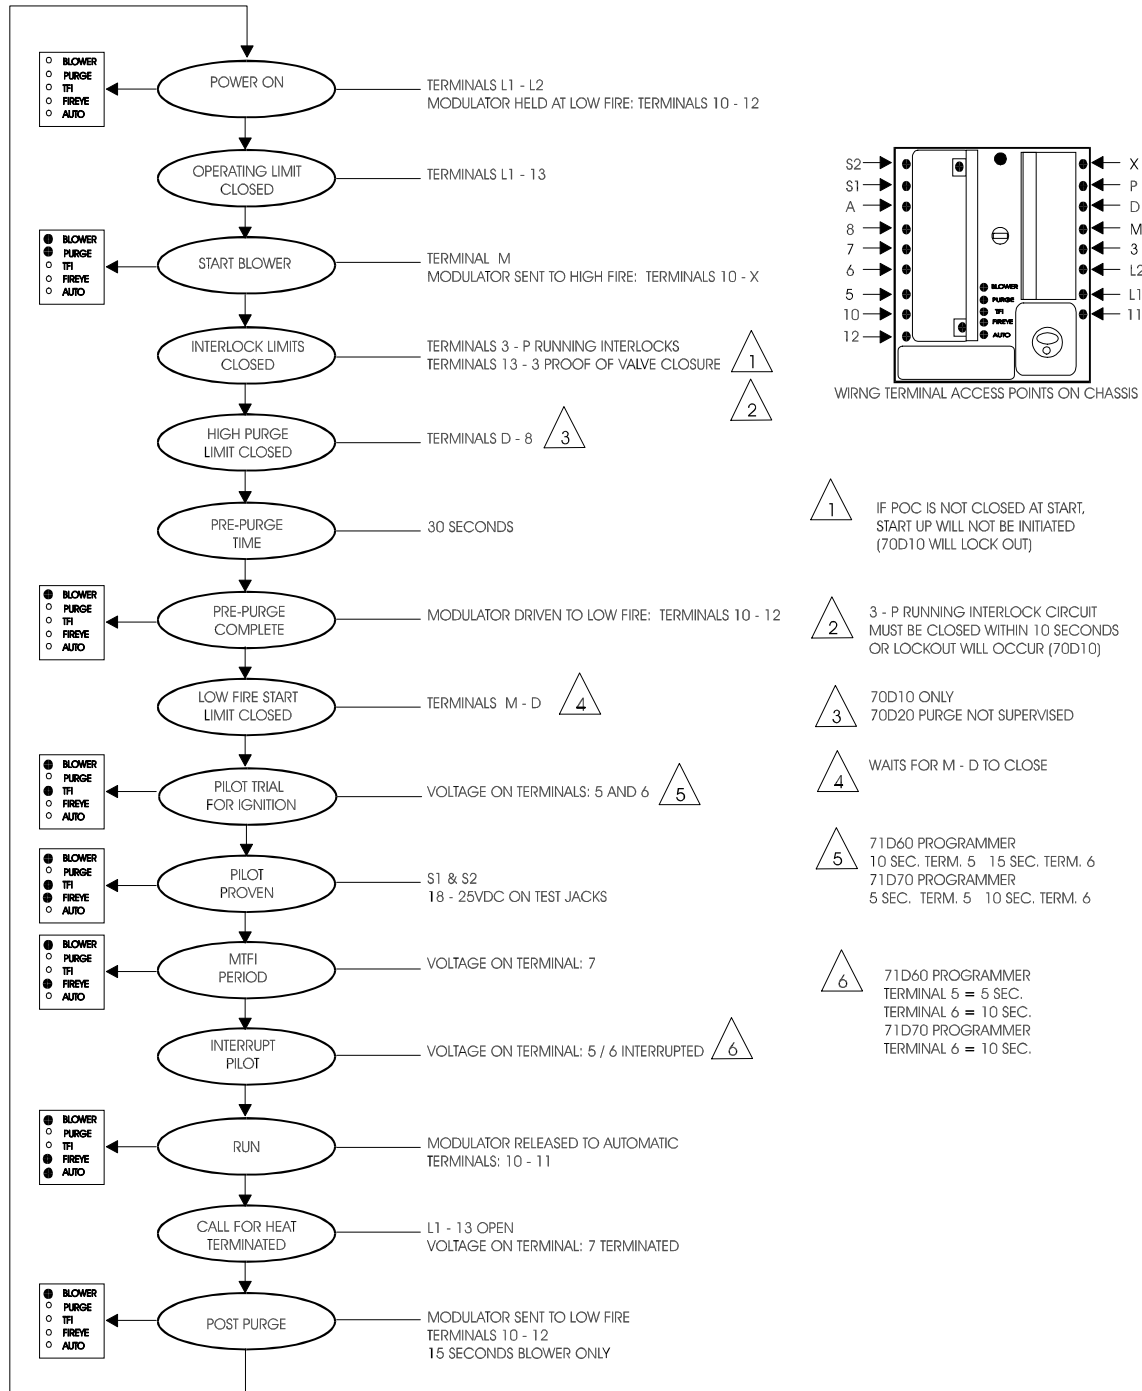 BLOWER
PURGE
TFI
FIREYE
AUTO
POWER ON
TERMINALS L1 - L2
MODULATOR HELD AT LOW FIRE: TERMINALS 10 - 12
OPERATING LIMIT
CLOSED
TERMINALS L1 - 13
BLOWER
PURGE
TFI
FIREYE
AUTO
START BLOWER
TERMINAL M
MODULATOR SENT TO HIGH FIRE: TERMINALS 10 - X
INTERLOCK LIMITS
CLOSED
TERMINALS 3 - P RUNNING INTERLOCKS
TERMINALS 13 - 3 PROOF OF VALVE CLOSURE
1
2
HIGH PURGE
LIMIT CLOSED
TERMINALS D - 8
3
PRE-PURGE
TIME
30 SECONDS
BLOWER
PURGE
TFI
FIREYE
AUTO
PRE-PURGE
COMPLETE
MODULATOR DRIVEN TO LOW FIRE: TERMINALS 10 - 12
LOW FIRE START
LIMIT CLOSED
TERMINALS M - D
4
BLOWER
PURGE
TFI
FIREYE
AUTO
PILOT TRIAL
FOR IGNITION
VOLTAGE ON TERMINALS: 5 AND 6
5
BLOWER
PURGE
TFI
FIREYE
AUTO
PILOT
PROVEN
S1 & S2
18 - 25VDC ON TEST JACKS
BLOWER
PURGE
TFI
FIREYE
AUTO
MTFI
PERIOD
VOLTAGE ON TERMINAL: 7
INTERRUPT
PILOT
VOLTAGE ON TERMINAL: 5 / 6 INTERRUPTED
6
BLOWER
PURGE
TFI
FIREYE
AUTO
RUN
MODULATOR RELEASED TO AUTOMATIC
TERMINALS: 10 - 11
CALL FOR HEAT
TERMINATED
L1 - 13 OPEN
VOLTAGE ON TERMINAL: 7 TERMINATED
BLOWER
PURGE
TFI
FIREYE
AUTO
POST PURGE
MODULATOR SENT TO LOW FIRE
TERMINALS 10 - 12
15 SECONDS BLOWER ONLY
S2
S1
A
8
7
6
5
10
12
BLOWER
PURGE
TFI
FIREYE
AUTO
X
P
D
M
3
L2
L1
11
WIRNG TERMINAL ACCESS POINTS ON CHASSIS
1
IF POC IS NOT CLOSED AT START,
START UP WILL NOT BE INITIATED
(70D10 WILL LOCK OUT)
2
3 - P RUNNING INTERLOCK CIRCUIT
MUST BE CLOSED WITHIN 10 SECONDS
OR LOCKOUT WILL OCCUR (70D10)
3
70D10 ONLY
70D20 PURGE NOT SUPERVISED
4
WAITS FOR M - D TO CLOSE
5
71D60 PROGRAMMER
10 SEC. TERM. 5 15 SEC. TERM. 6
71D70 PROGRAMMER
5 SEC. TERM. 5 10 SEC. TERM. 6
6
71D60 PROGRAMMER
TERMINAL 5 = 5 SEC.
TERMINAL 6 = 10 SEC.
71D70 PROGRAMMER
TERMINAL 6 = 10 SEC.